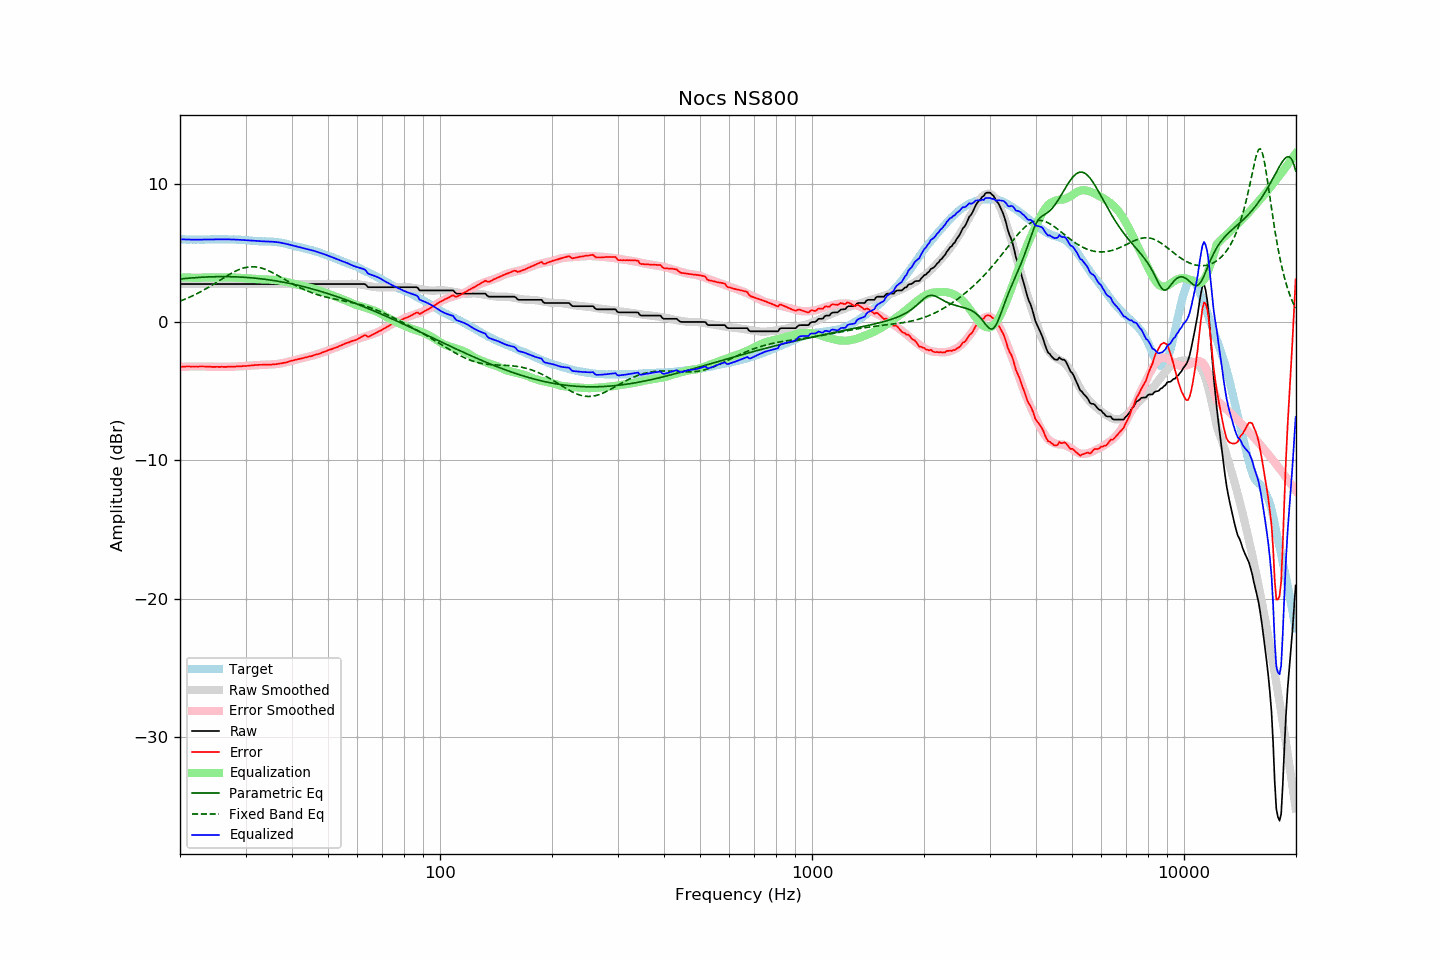 Nocs NS800
10
0
−10
−20
−30
Amplitude (dBr)
100
1000
10000
Frequency (Hz)
Target
Raw Smoothed
Error Smoothed
Raw
Error
Equalization
Parametric Eq
Fixed Band Eq
Equalized